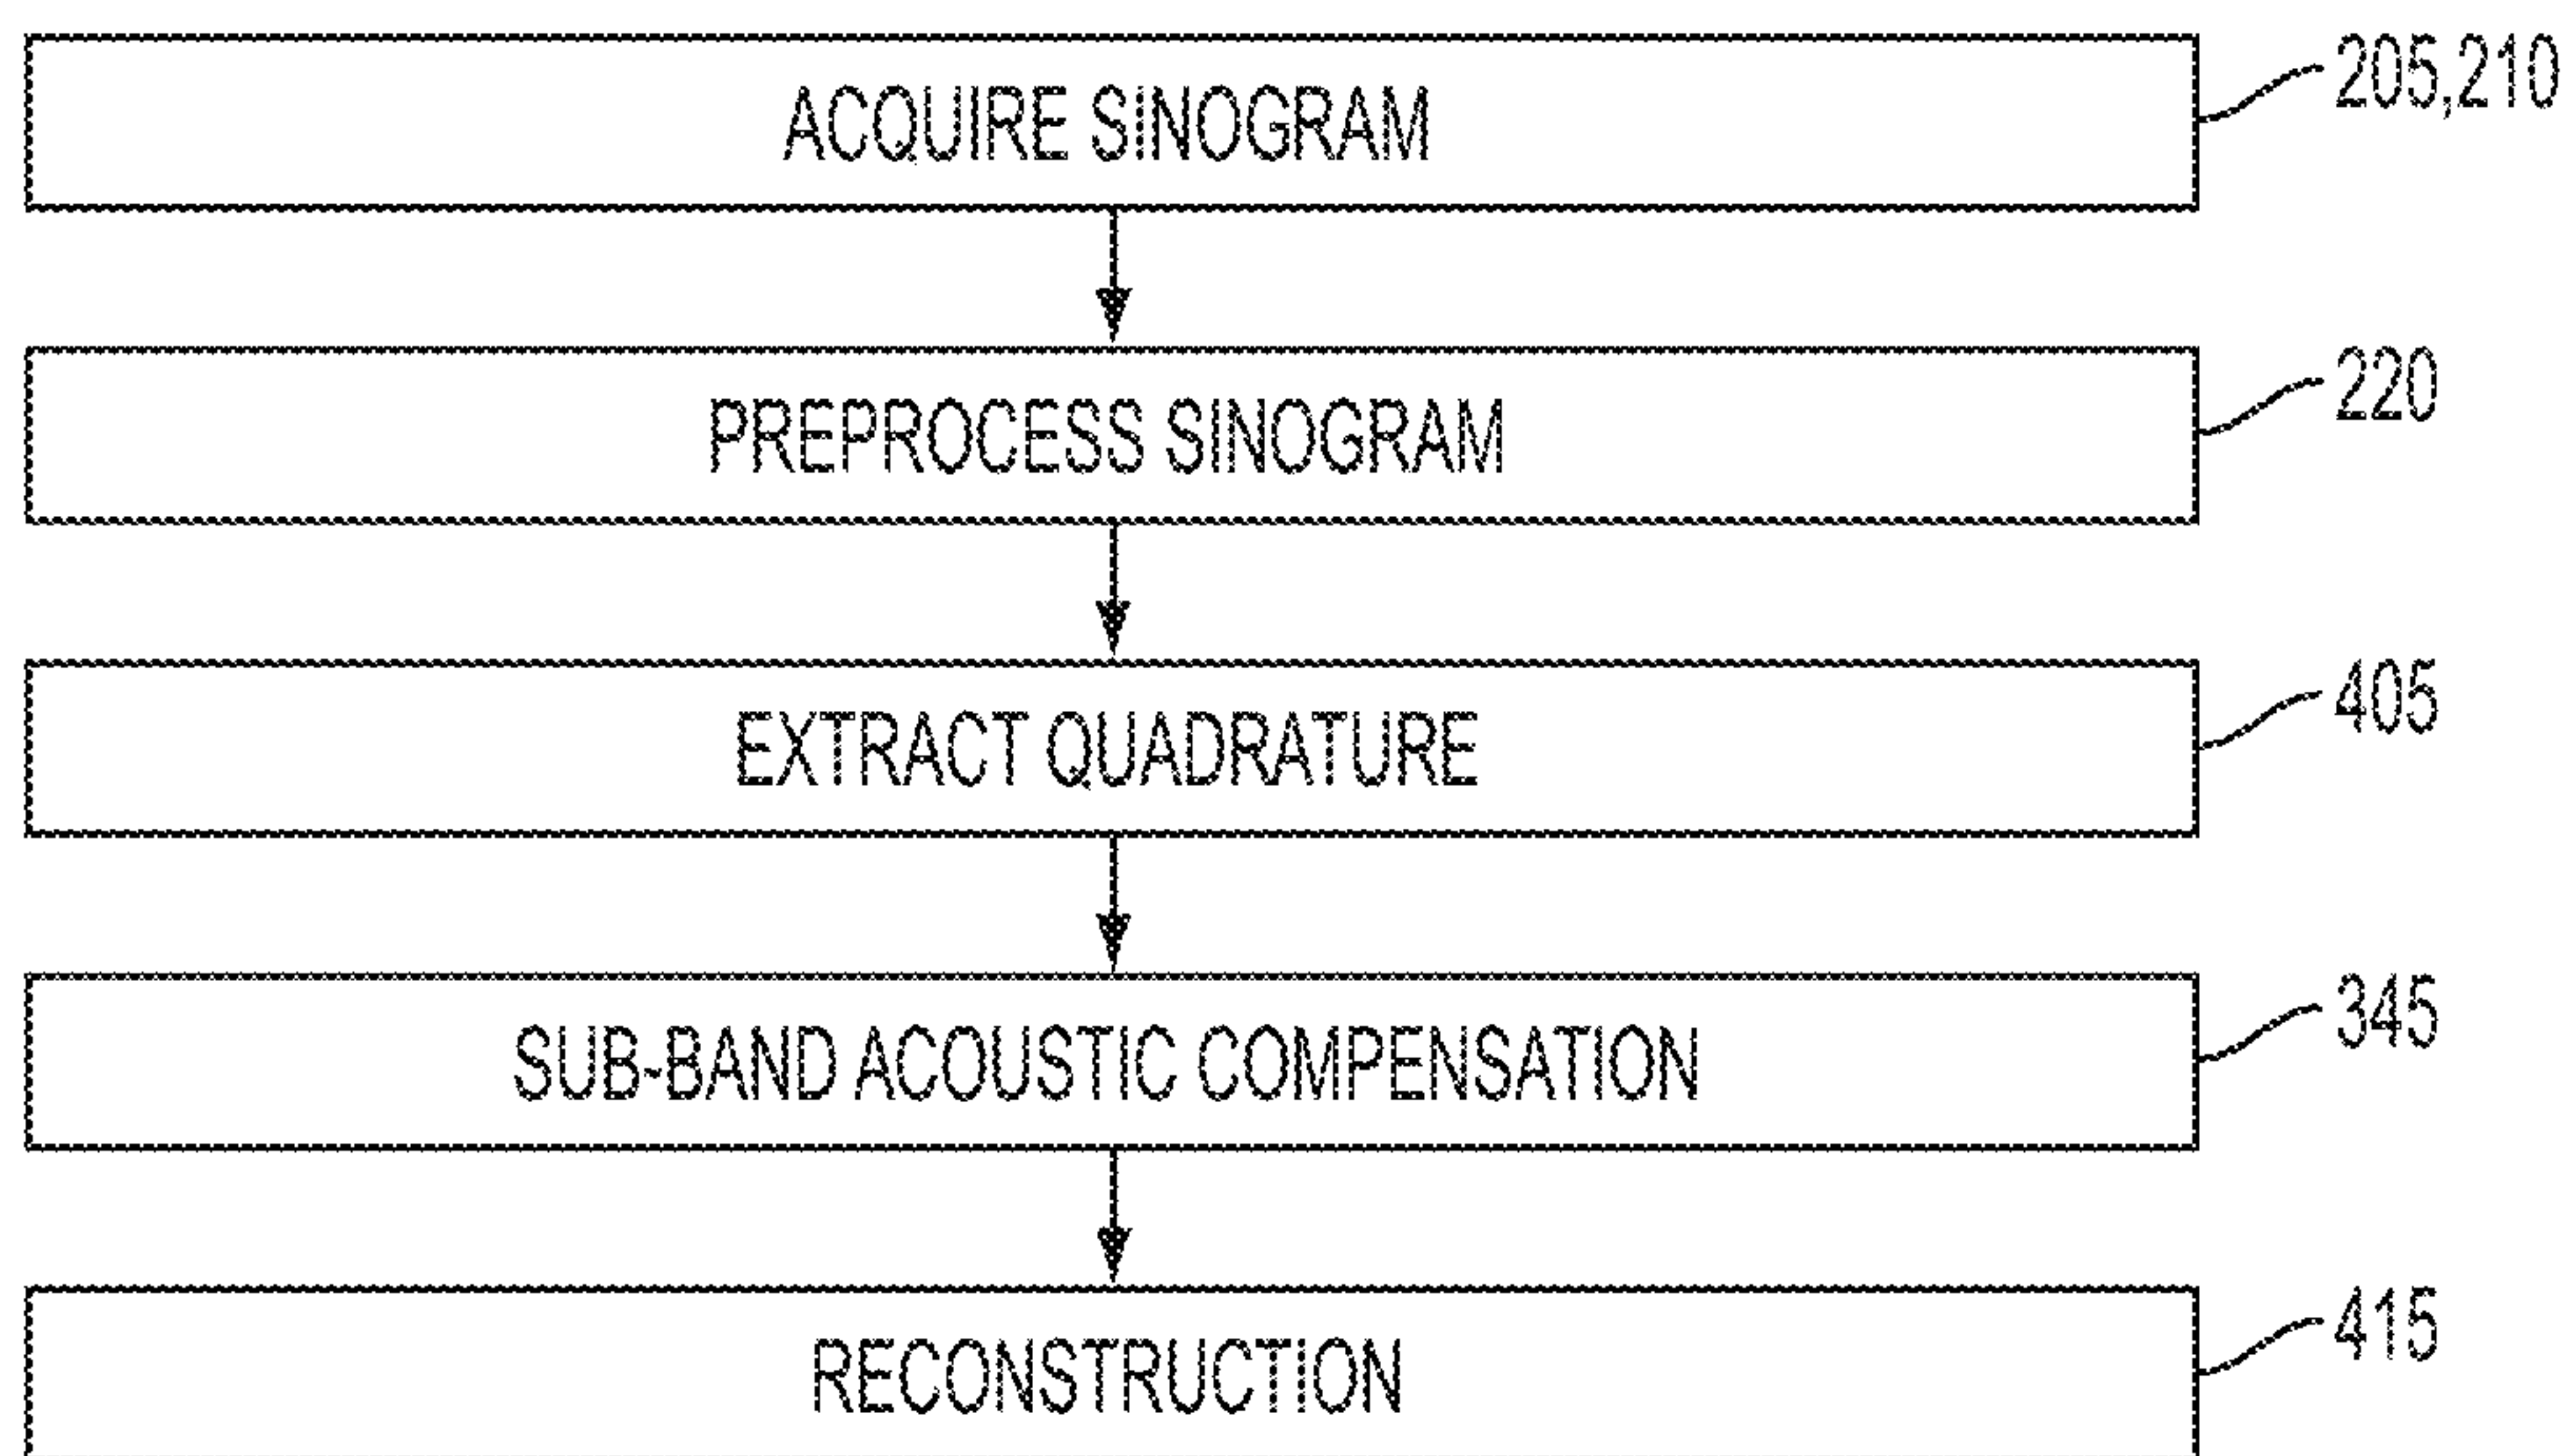 ACQUIRE SINOGRAM 205,210
PREPROCESS SINOGRAM 220
EXTRACT QUADRATURE 405
SUB-BAND ACOUSTIC COMPENSATION 345
RECONSTRUCTION 415